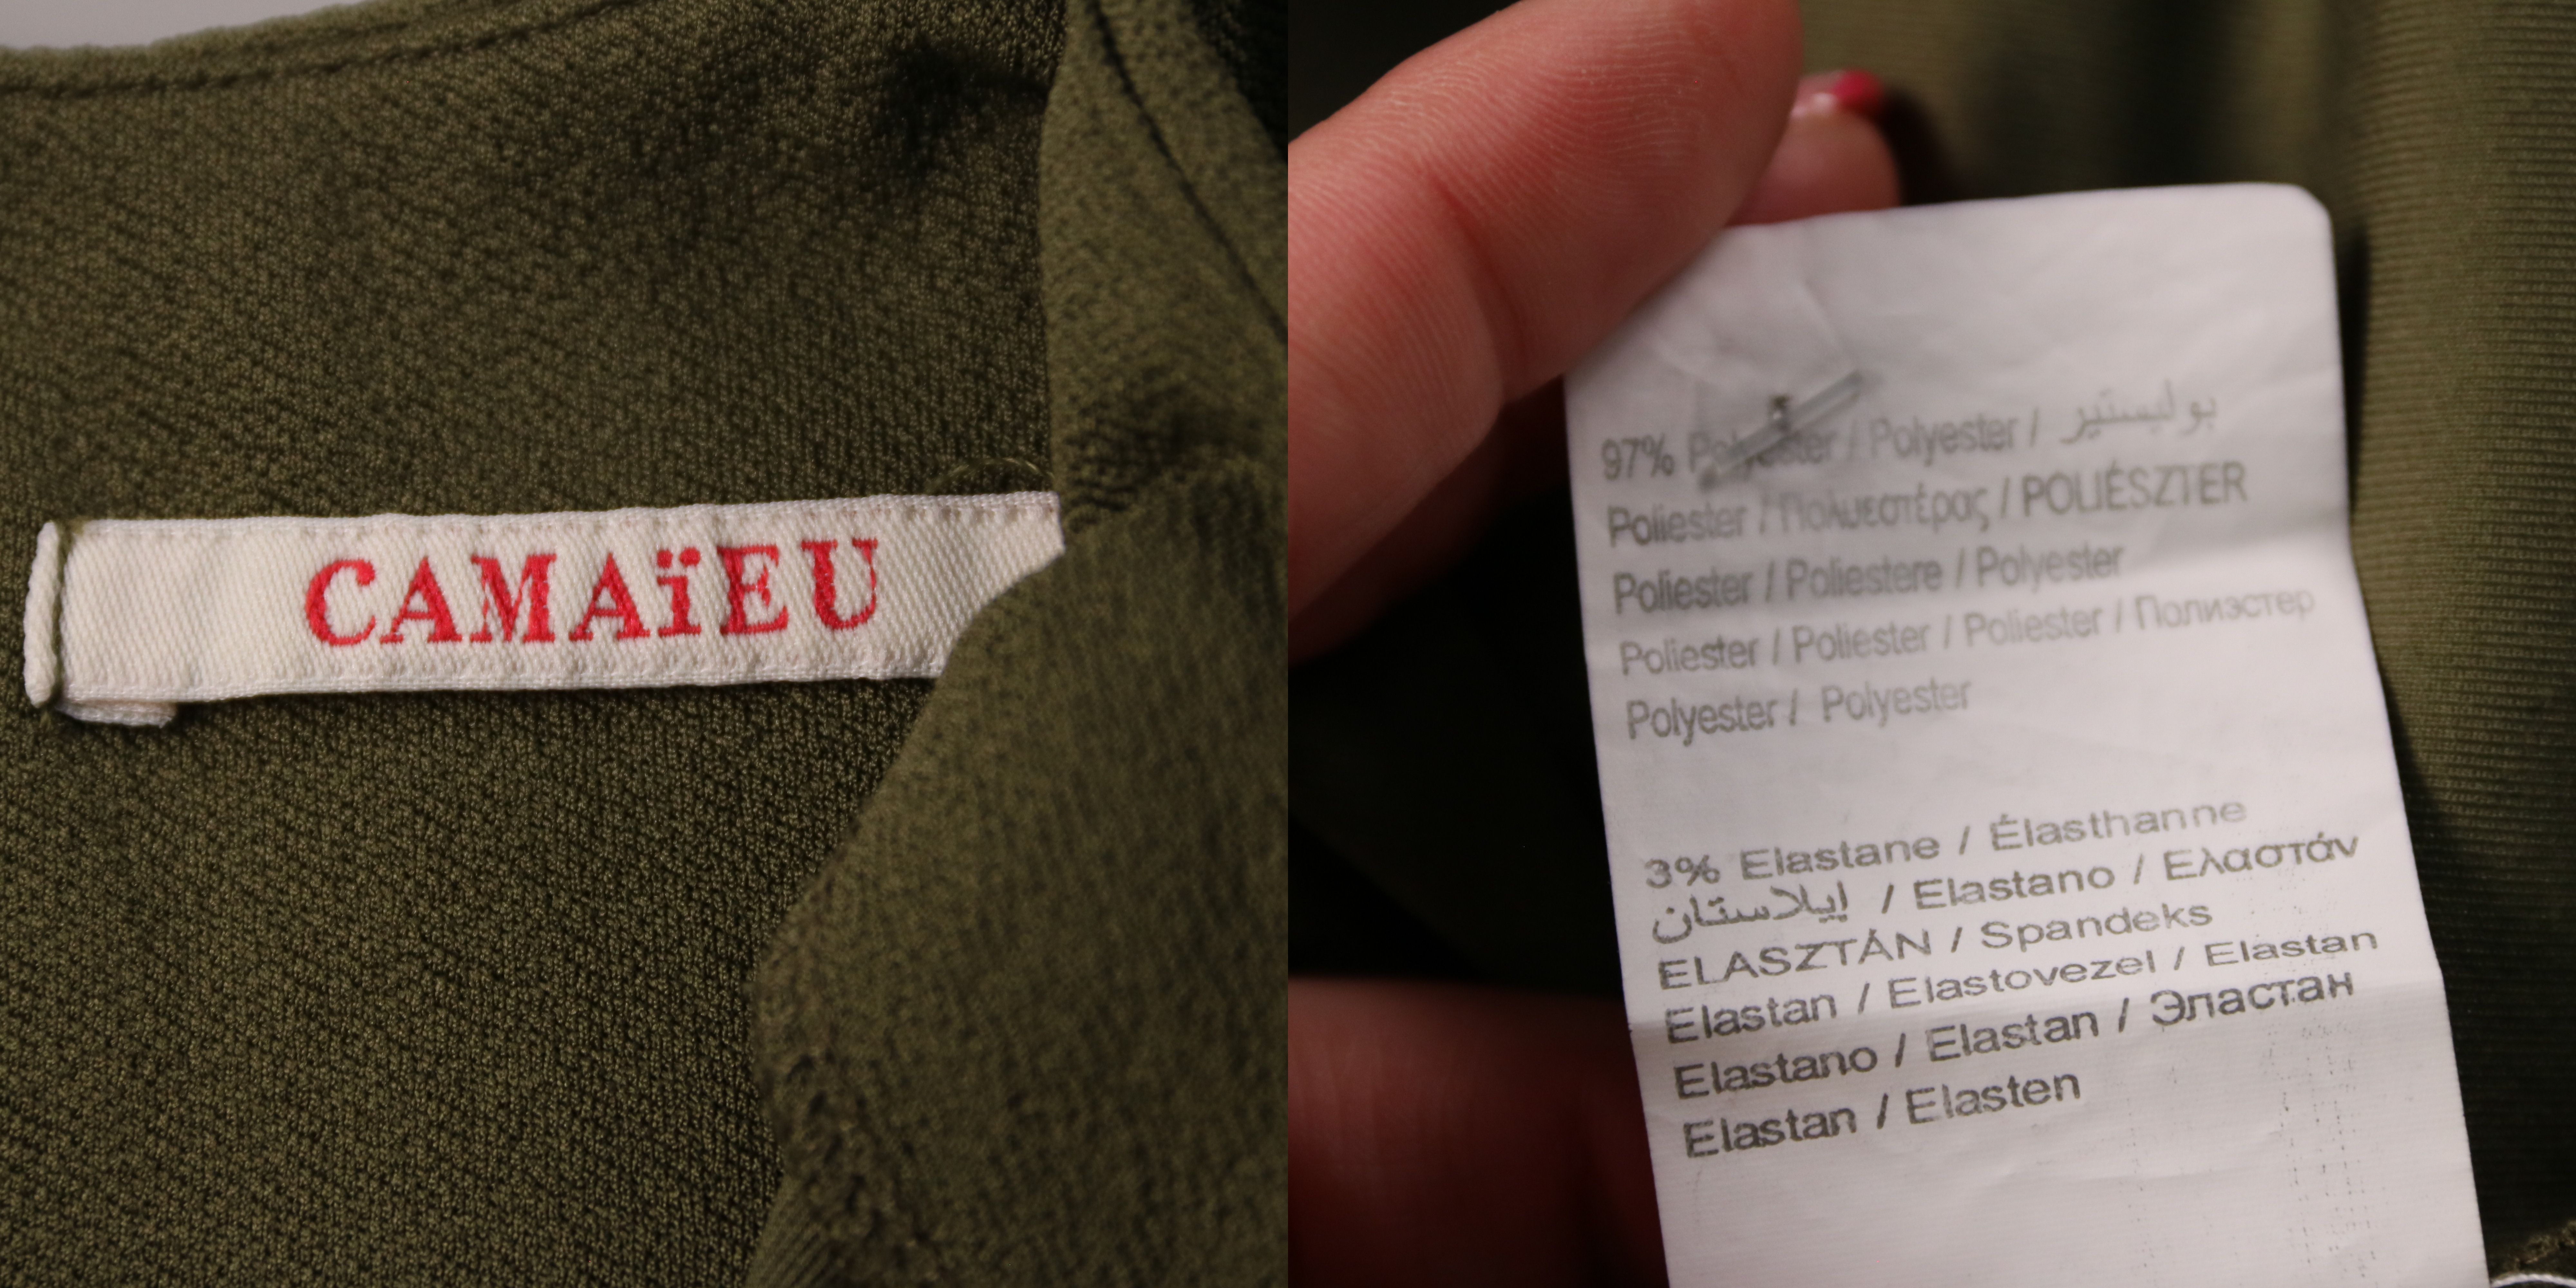 CAMAïEU
97% Polyester / Polyester / بوليستير
Poliester / Πολυεστέρας / POLIÉSZTER
Poliester / Poliestere / Polyester
Poliester / Poliester / Poliester / Полиэстер
Polyester / Polyester
3% Elastane / Élasthanne
إيلاستان / Elastano / Ελαστάν
ELASZTÁN / Spandeks
Elastan / Elastovezel / Elastan
Elastano / Elastan / Эластан
Elastan / Elasten